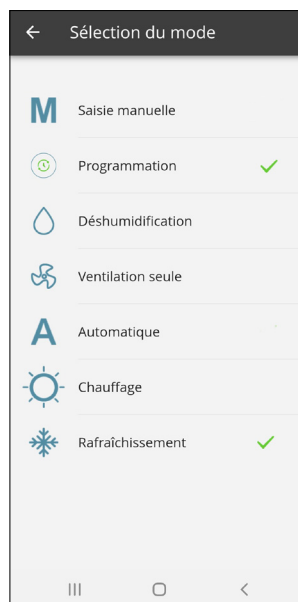 Sélection du mode
M Saisie manuelle
Programmation
Déshumidification
Ventilation seule
A Automatique
Chauffage
Rafraîchissement